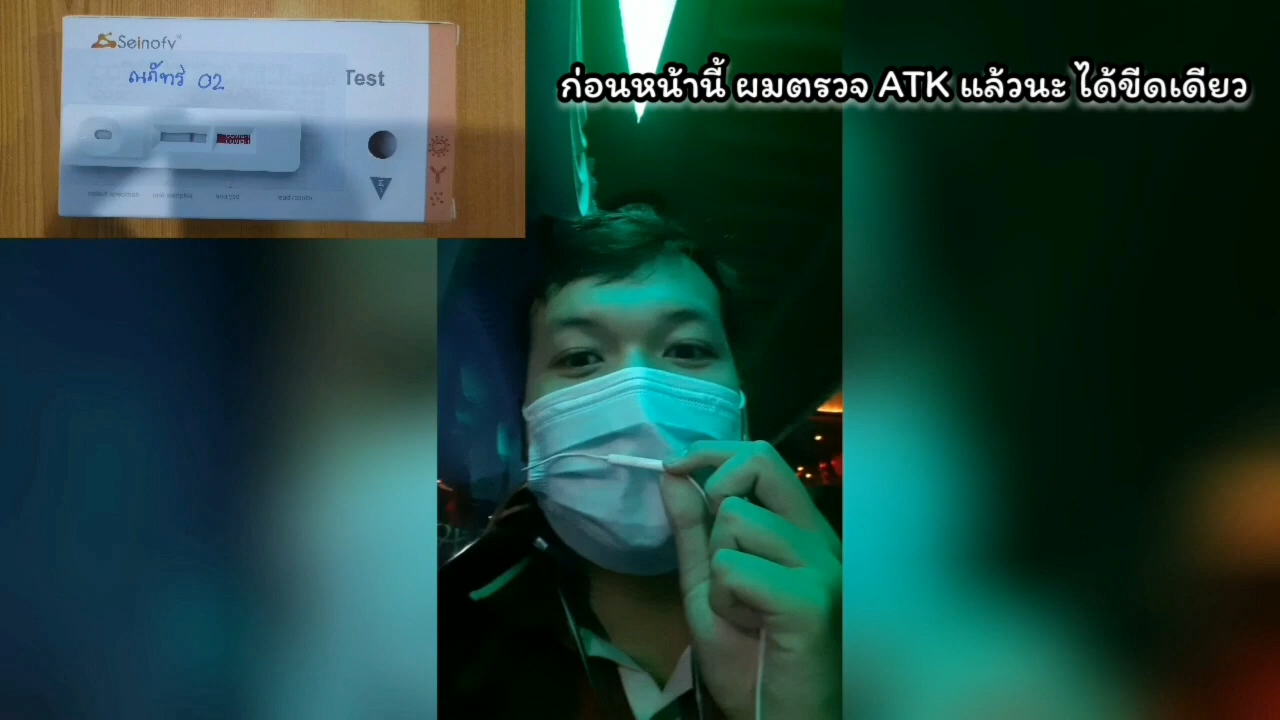 Seinofy
ณภัทร์ 02
Test
ก่อนหน้านี้ ผมตรวจ ATK แล้วนะ ได้ขีดเดียว